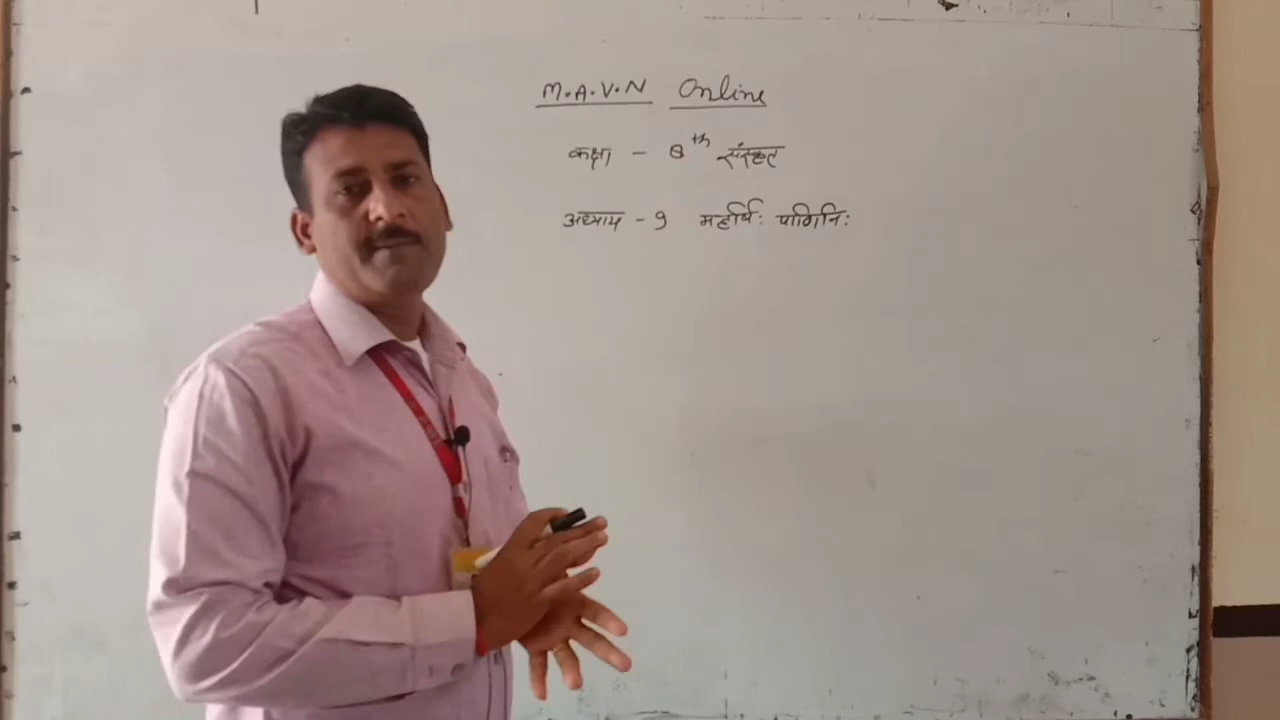 M.A.V.N Online
कक्षा - 8th संस्कृत
अध्याय - 9 महर्षि: पाणिनि: